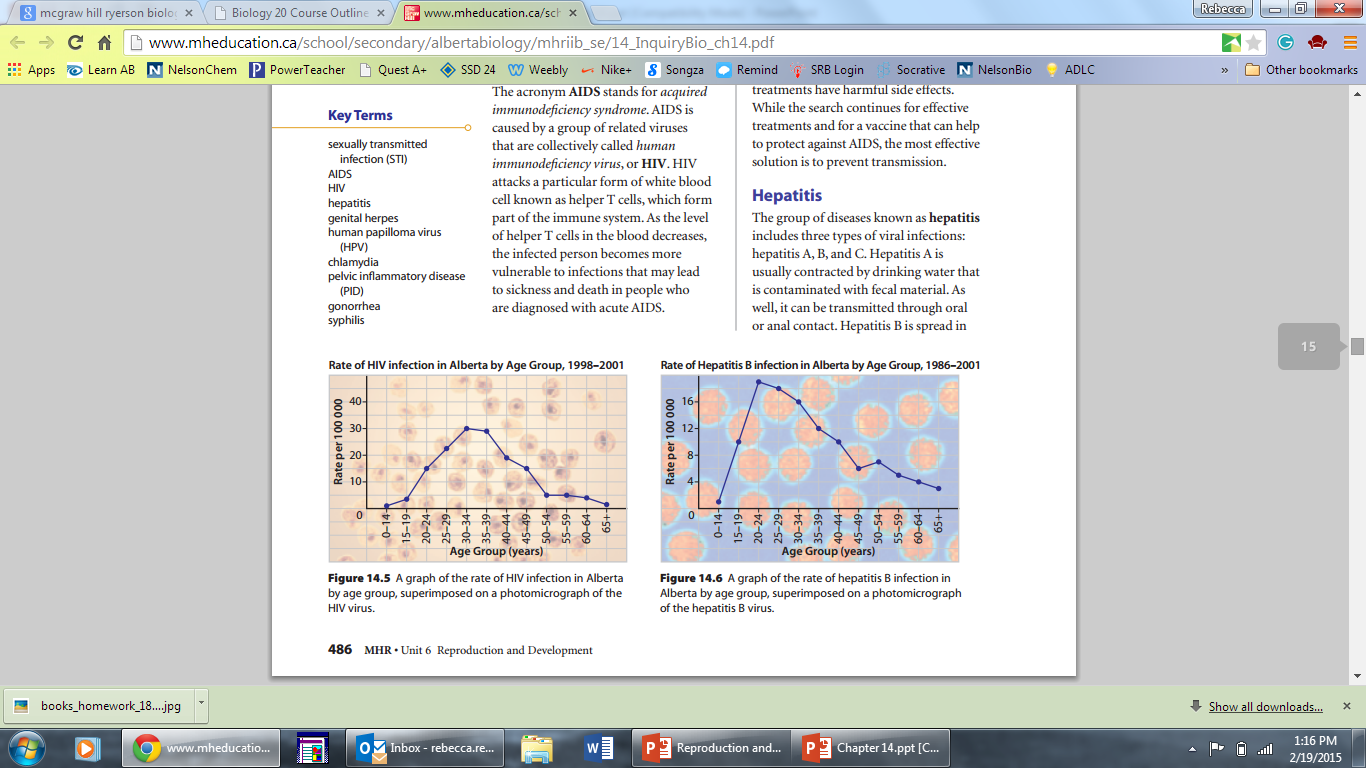 mcgraw hill ryerson biolog
Biology 20 Course Outline
www.mheducation.ca/sch
Rebecca
www.mheducation.ca/school/secondary/albertabiology/mhriib_se/14_InquiryBio_ch14.pdf
Apps Learn AB NelsonChem PowerTeacher Quest A+ SSD 24 Weebly Nike+ Songza Remind SRB Login Socrative NelsonBio ADLC » Other bookmarks
Key Terms
sexually transmitted
infection (STI)
AIDS
HIV
hepatitis
genital herpes
human papilloma virus
(HPV)
chlamydia
pelvic inflammatory disease
(PID)
gonorrhea
syphilis
The acronym AIDS stands for acquired
immunodeficiency syndrome. AIDS is
caused by a group of related viruses
that are collectively called human
immunodeficiency virus, or HIV. HIV
attacks a particular form of white blood
cell known as helper T cells, which form
part of the immune system. As the level
of helper T cells in the blood decreases,
the infected person becomes more
vulnerable to infections that may lead
to sickness and death in people who
are diagnosed with acute AIDS.
treatments have harmful side effects.
While the search continues for effective
treatments and for a vaccine that can help
to protect against AIDS, the most effective
solution is to prevent transmission.
Hepatitis
The group of diseases known as hepatitis
includes three types of viral infections:
hepatitis A, B, and C. Hepatitis A is
usually contracted by drinking water that
is contaminated with fecal material. As
well, it can be transmitted through oral
or anal contact. Hepatitis B is spread in
15
Rate of HIV infection in Alberta by Age Group, 1998–2001
Rate per 100 000
40
30
20
10
0
0–14 15–19 20–24 25–29 30–34 35–39 40–44 45–49 50–54 55–59 60–64 65+
Age Group (years)
Figure 14.5 A graph of the rate of HIV infection in Alberta
by age group, superimposed on a photomicrograph of the
HIV virus.
Rate of Hepatitis B infection in Alberta by Age Group, 1986–2001
Rate per 100 000
16
12
8
4
0
0–14 15–19 20–24 25–29 30–34 35–39 40–44 45–49 50–54 55–59 60–64 65+
Age Group (years)
Figure 14.6 A graph of the rate of hepatitis B infection in
Alberta by age group, superimposed on a photomicrograph
of the hepatitis B virus.
486 MHR • Unit 6 Reproduction and Development
books_homework_18....jpg
Show all downloads...
www.mheducatio...
Inbox - rebecca.re...
Reproduction and...
Chapter 14.ppt [C...
1:16 PM
2/19/2015